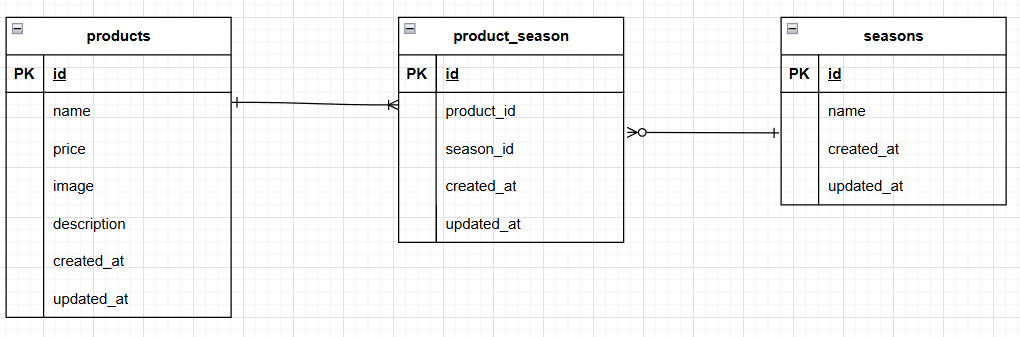 products
PK id
name
price
image
description
created_at
updated_at
product_season
PK id
product_id
season_id
created_at
updated_at
seasons
PK id
name
created_at
updated_at